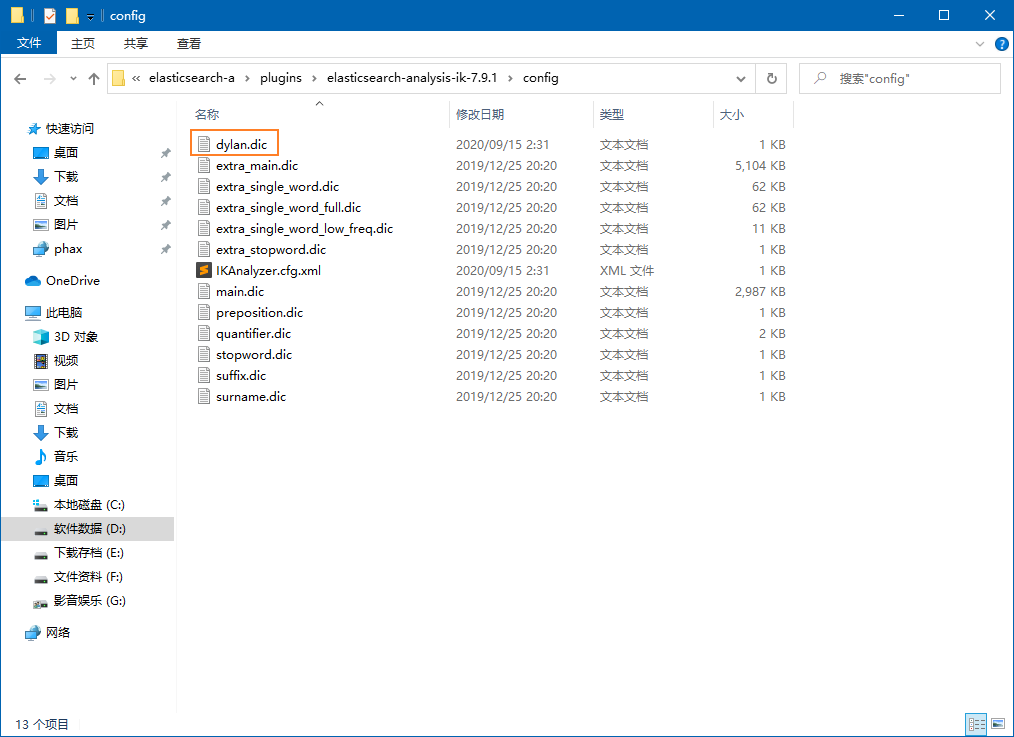 config
文件 主页 共享 查看
« elasticsearch-a › plugins › elasticsearch-analysis-ik-7.9.1 › config 搜索"config"
名称 修改日期 类型 大小
快速访问
桌面
下载
文档
图片
phax
OneDrive
此电脑
3D 对象
视频
图片
文档
下载
音乐
桌面
本地磁盘 (C:)
软件数据 (D:)
下载存档 (E:)
文件资料 (F:)
影音娱乐 (G:)
网络
dylan.dic 2020/09/15 2:31 文本文档 1 KB
extra_main.dic 2019/12/25 20:20 文本文档 5,104 KB
extra_single_word.dic 2019/12/25 20:20 文本文档 62 KB
extra_single_word_full.dic 2019/12/25 20:20 文本文档 62 KB
extra_single_word_low_freq.dic 2019/12/25 20:20 文本文档 11 KB
extra_stopword.dic 2019/12/25 20:20 文本文档 1 KB
IKAnalyzer.cfg.xml 2020/09/15 2:31 XML 文件 1 KB
main.dic 2019/12/25 20:20 文本文档 2,987 KB
preposition.dic 2019/12/25 20:20 文本文档 1 KB
quantifier.dic 2019/12/25 20:20 文本文档 2 KB
stopword.dic 2019/12/25 20:20 文本文档 1 KB
suffix.dic 2019/12/25 20:20 文本文档 1 KB
surname.dic 2019/12/25 20:20 文本文档 1 KB
13 个项目